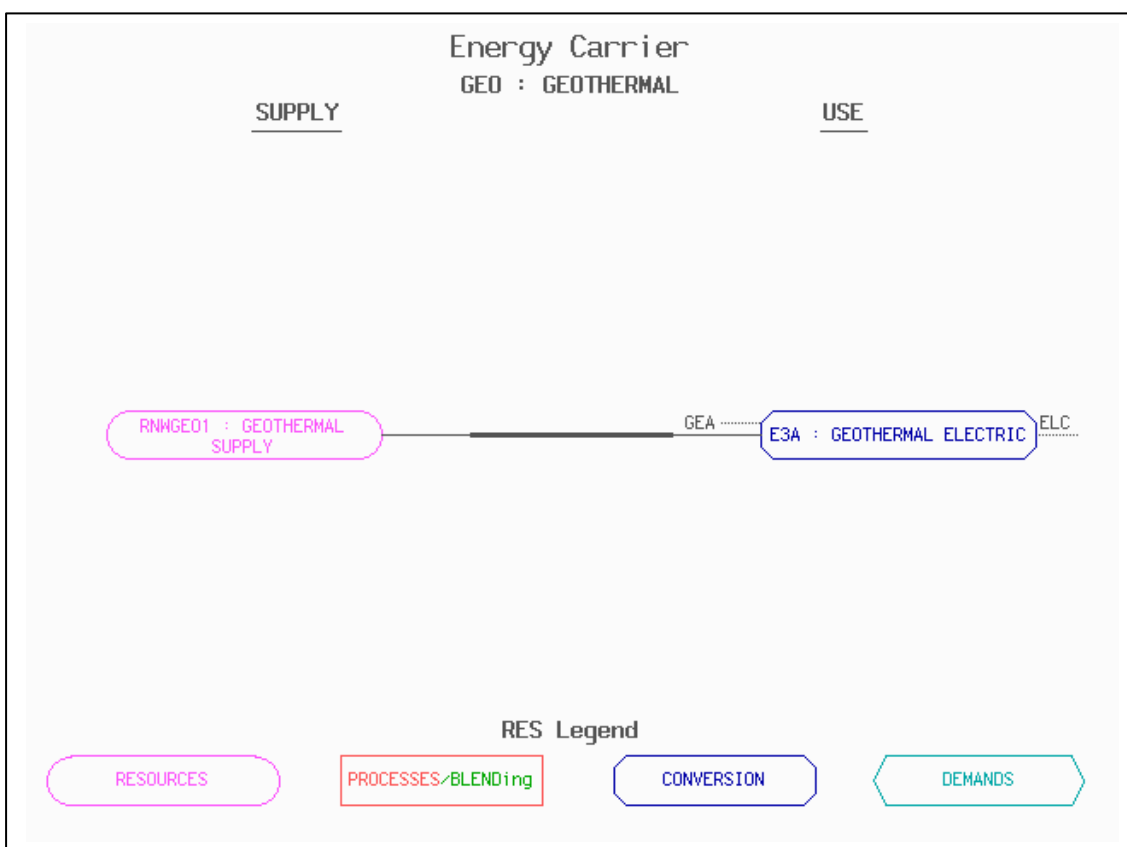 Energy Carrier
GEO : GEOTHERMAL
SUPPLY
USE
RNWGEO1 : GEOTHERMAL
SUPPLY
GEA
E3A : GEOTHERMAL ELECTRIC
ELC
RES Legend
RESOURCES
PROCESSES/BLENDing
CONVERSION
DEMANDS